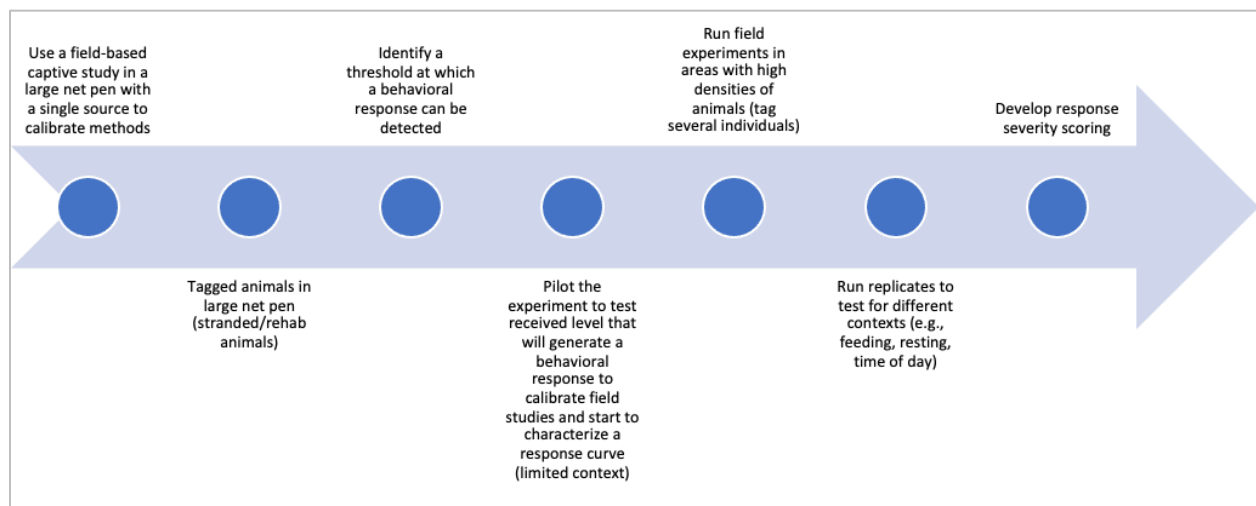 Use a field-based
captive study in a
large net pen with
a single source to
calibrate methods
Tagged animals in
large net pen
(stranded/rehab
animals)
Identify a
threshold at which
a behavioral
response can be
detected
Pilot the
experiment to test
received level that
will generate a
behavioral
response to
calibrate field
studies and start to
characterize a
response curve
(limited context)
Run field
experiments in
areas with high
densities of
animals (tag
several individuals)
Run replicates to
test for different
contexts (e.g.,
feeding, resting,
time of day)
Develop response
severity scoring